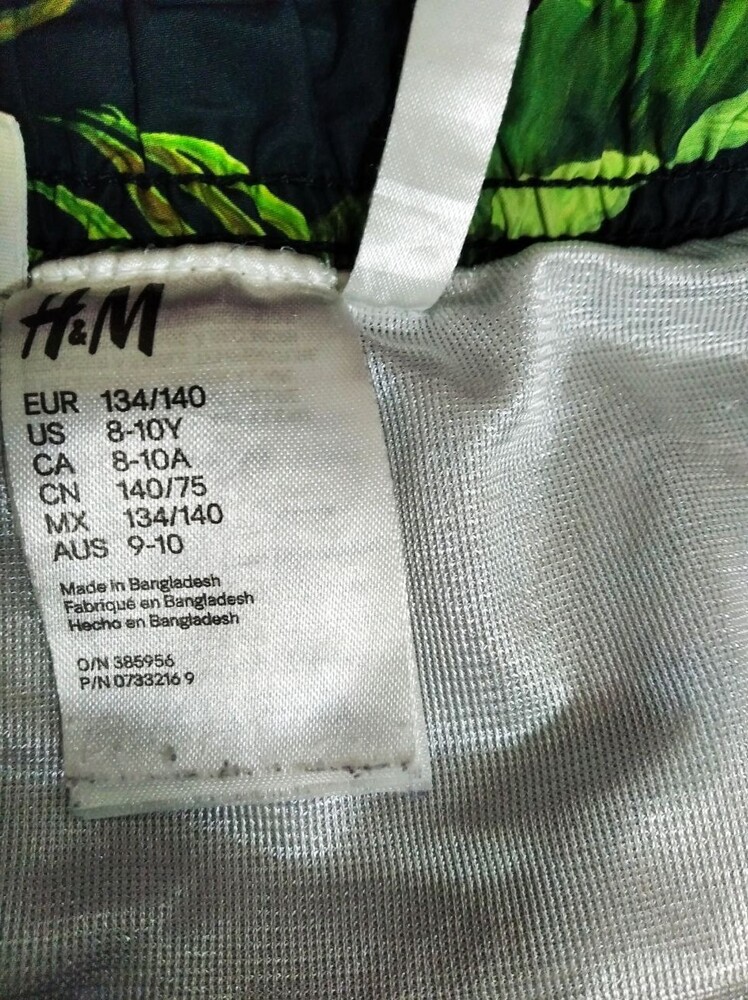 H&M
EUR 134/140
US 8-10Y
CA 8-10A
CN 140/75
MX 134/140
AUS 9-10
Made in Bangladesh
Fabriqué en Bangladesh
Hecho en Bangladesh
O/N 385956
P/N 0733216 9